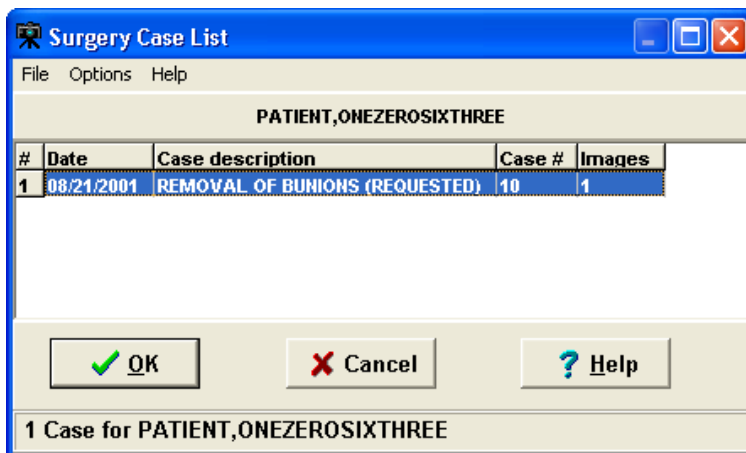 Surgery Case List
File Options Help
PATIENT,ONEZEROSIXTHREE
# Date Case description Case # Images
1 08/21/2001 REMOVAL OF BUNIONS (REQUESTED) 10 1
OK Cancel ? Help
1 Case for PATIENT,ONEZEROSIXTHREE